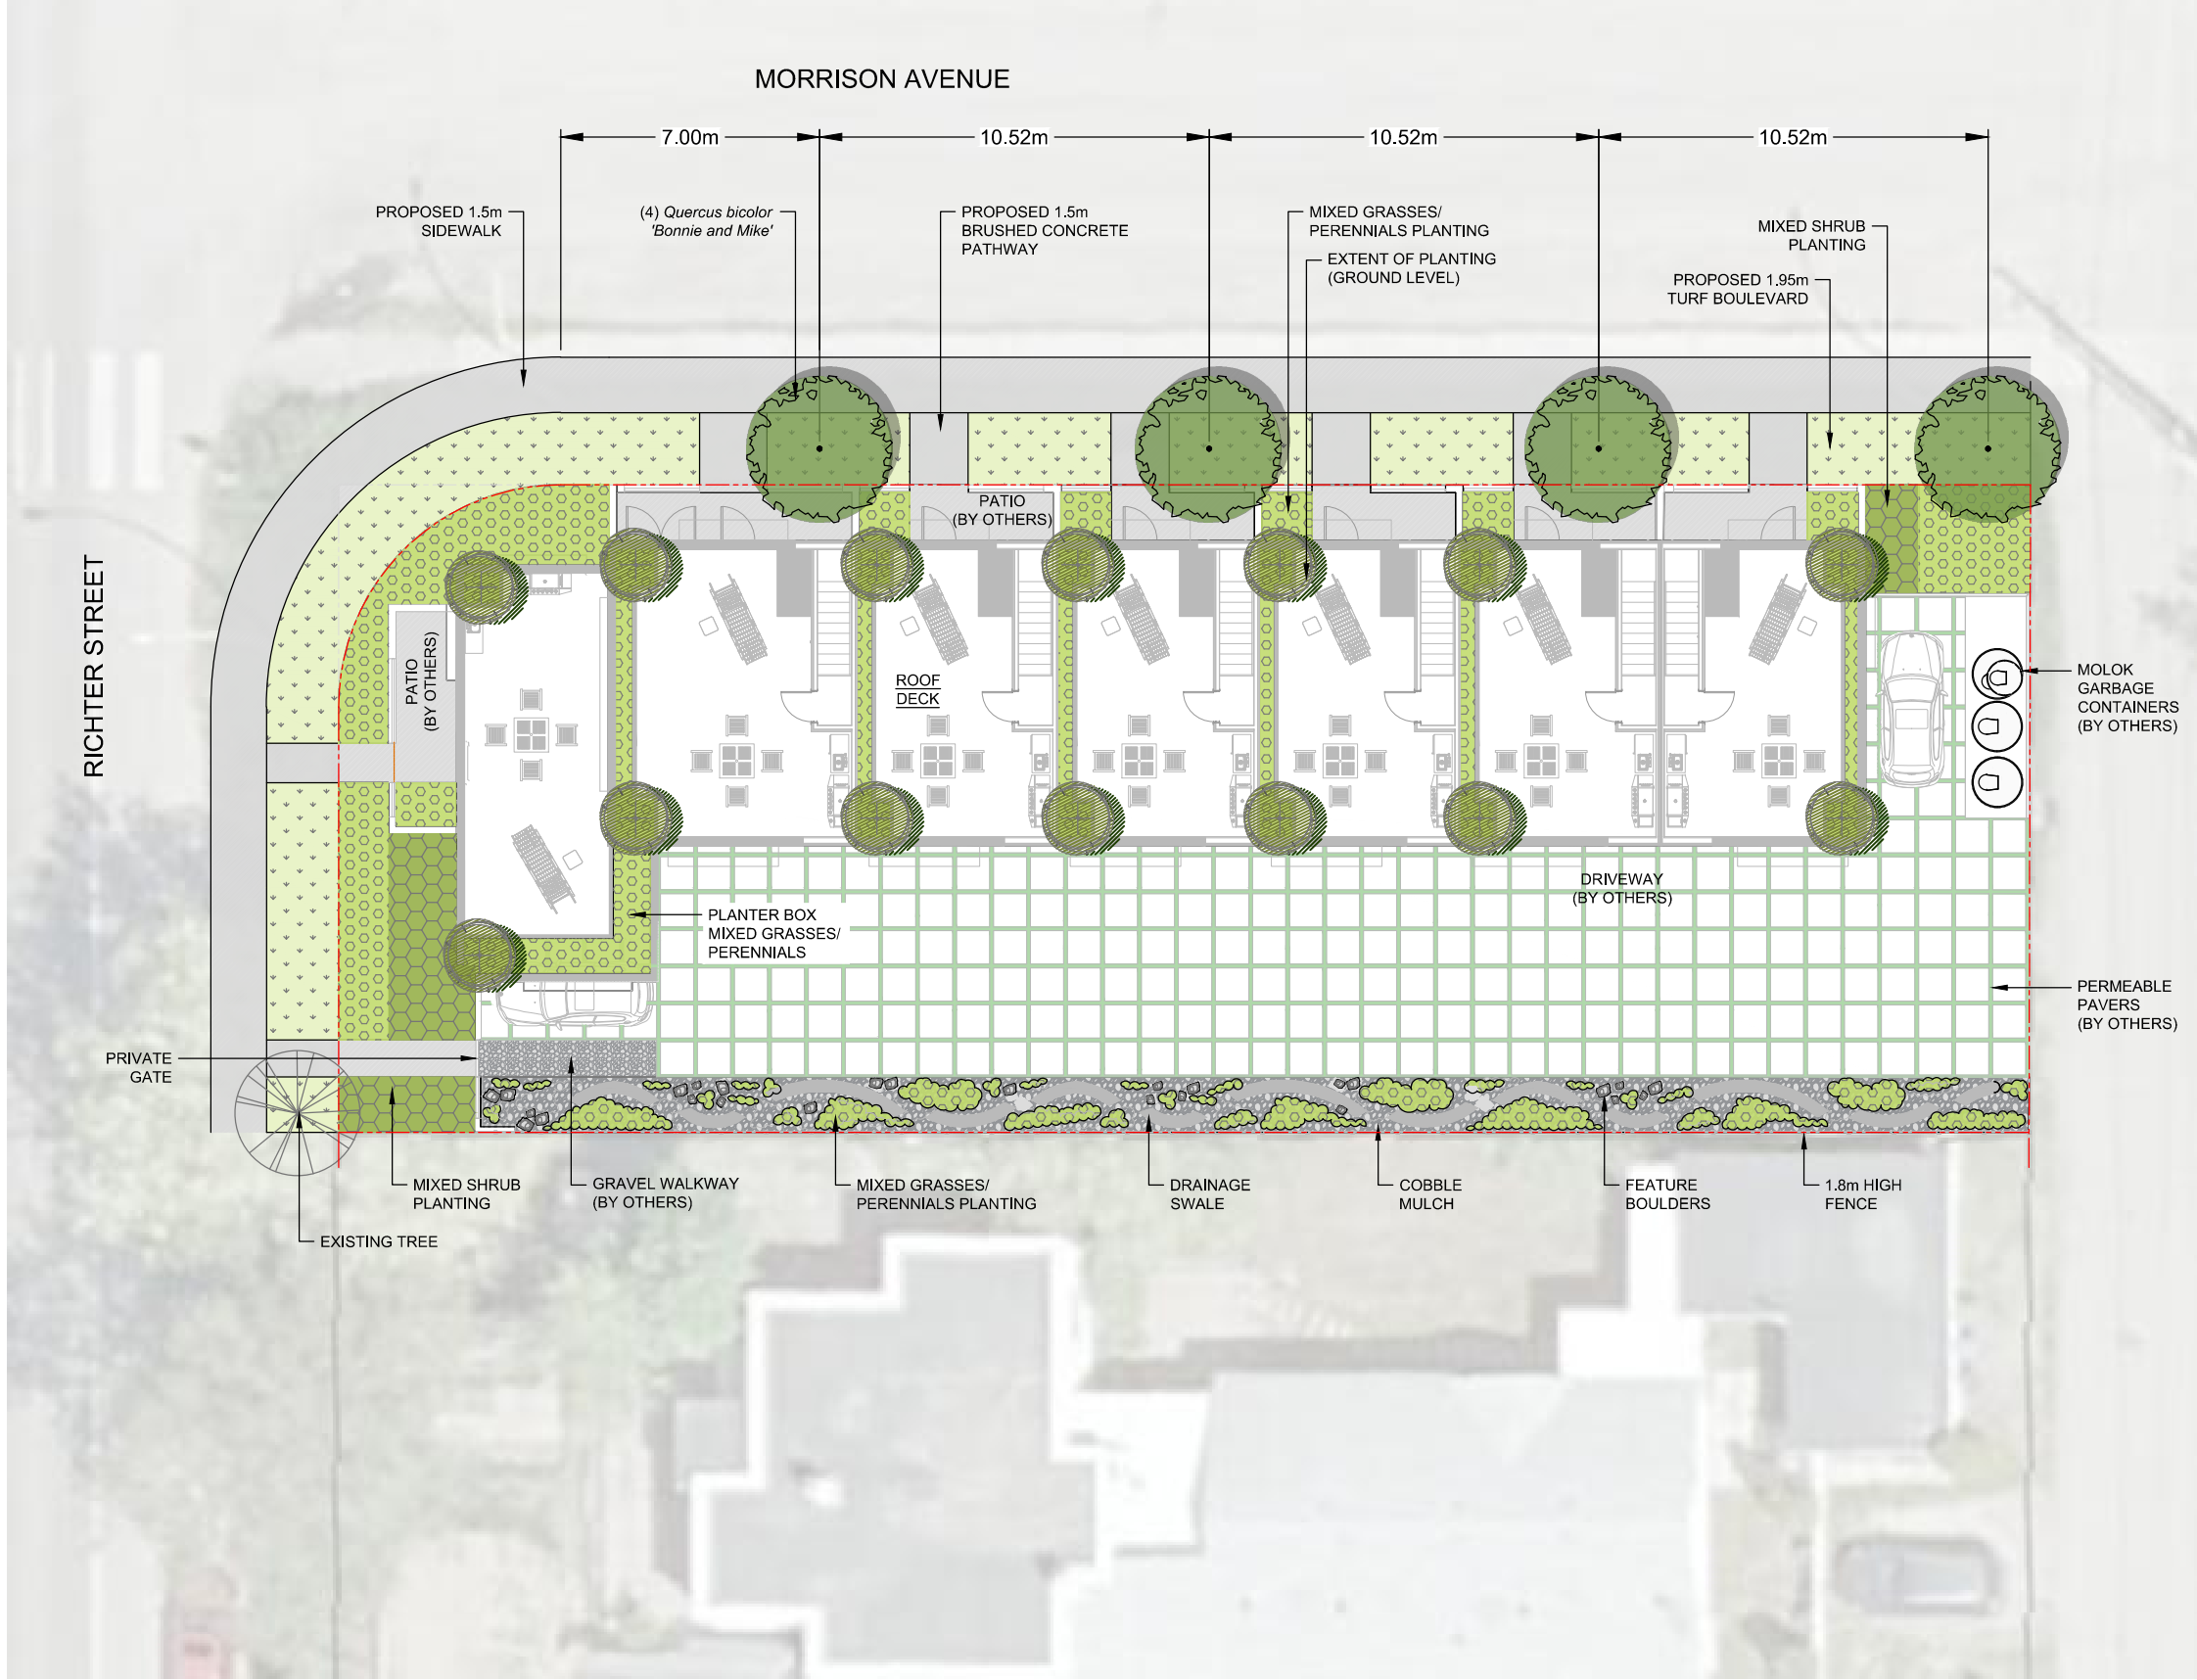 MORRISON AVENUE
7.00m
10.52m
10.52m
10.52m
PROPOSED 1.5m
SIDEWALK
(4) Quercus bicolor
'Bonnie and Mike'
PROPOSED 1.5m
BRUSHED CONCRETE
PATHWAY
MIXED GRASSES/
PERENNIALS PLANTING
EXTENT OF PLANTING
(GROUND LEVEL)
MIXED SHRUB
PLANTING
PROPOSED 1.95m
TURF BOULEVARD
PATIO
(BY OTHERS)
RICHTER STREET
PATIO
(BY OTHERS)
ROOF
DECK
MOLOK
GARBAGE
CONTAINERS
(BY OTHERS)
DRIVEWAY
(BY OTHERS)
PLANTER BOX
MIXED GRASSES/
PERENNIALS
PERMEABLE
PAVERS
(BY OTHERS)
PRIVATE
GATE
MIXED SHRUB
PLANTING
GRAVEL WALKWAY
(BY OTHERS)
MIXED GRASSES/
PERENNIALS PLANTING
DRAINAGE
SWALE
COBBLE
MULCH
FEATURE
BOULDERS
1.8m HIGH
FENCE
EXISTING TREE